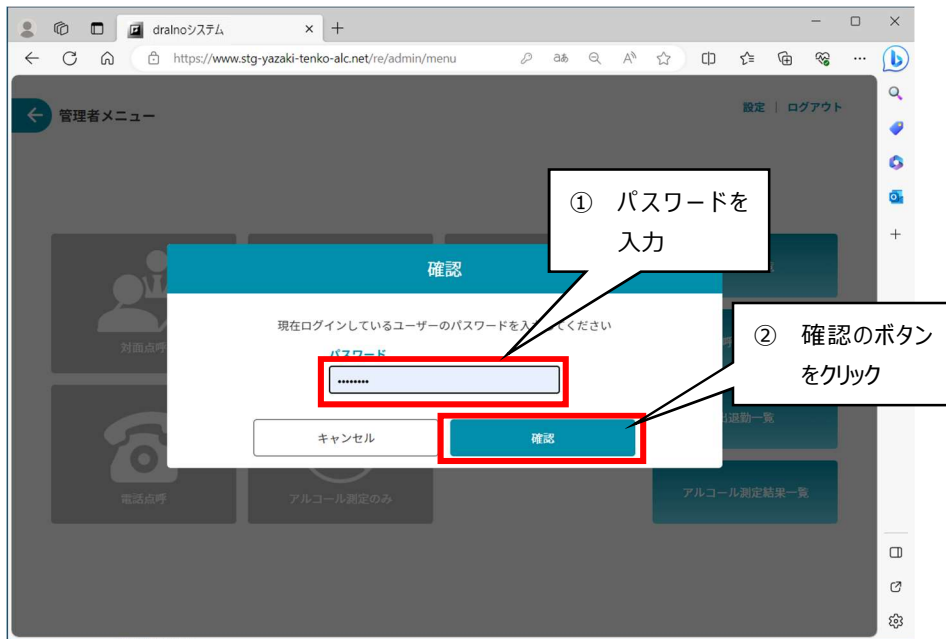 dralnoシステム
https://www.stg-yazaki-tenko-alc.net/re/admin/menu
管理者メニュー
設定 | ログアウト
① パスワードを
入力
確認
現在ログインしているユーザーのパスワードを入 てください
② 確認のボタン
をクリック
対面点呼
パスワード
••••••••
キャンセル
確認
出退勤一覧
電話点呼
アルコール測定のみ
アルコール測定結果一覧